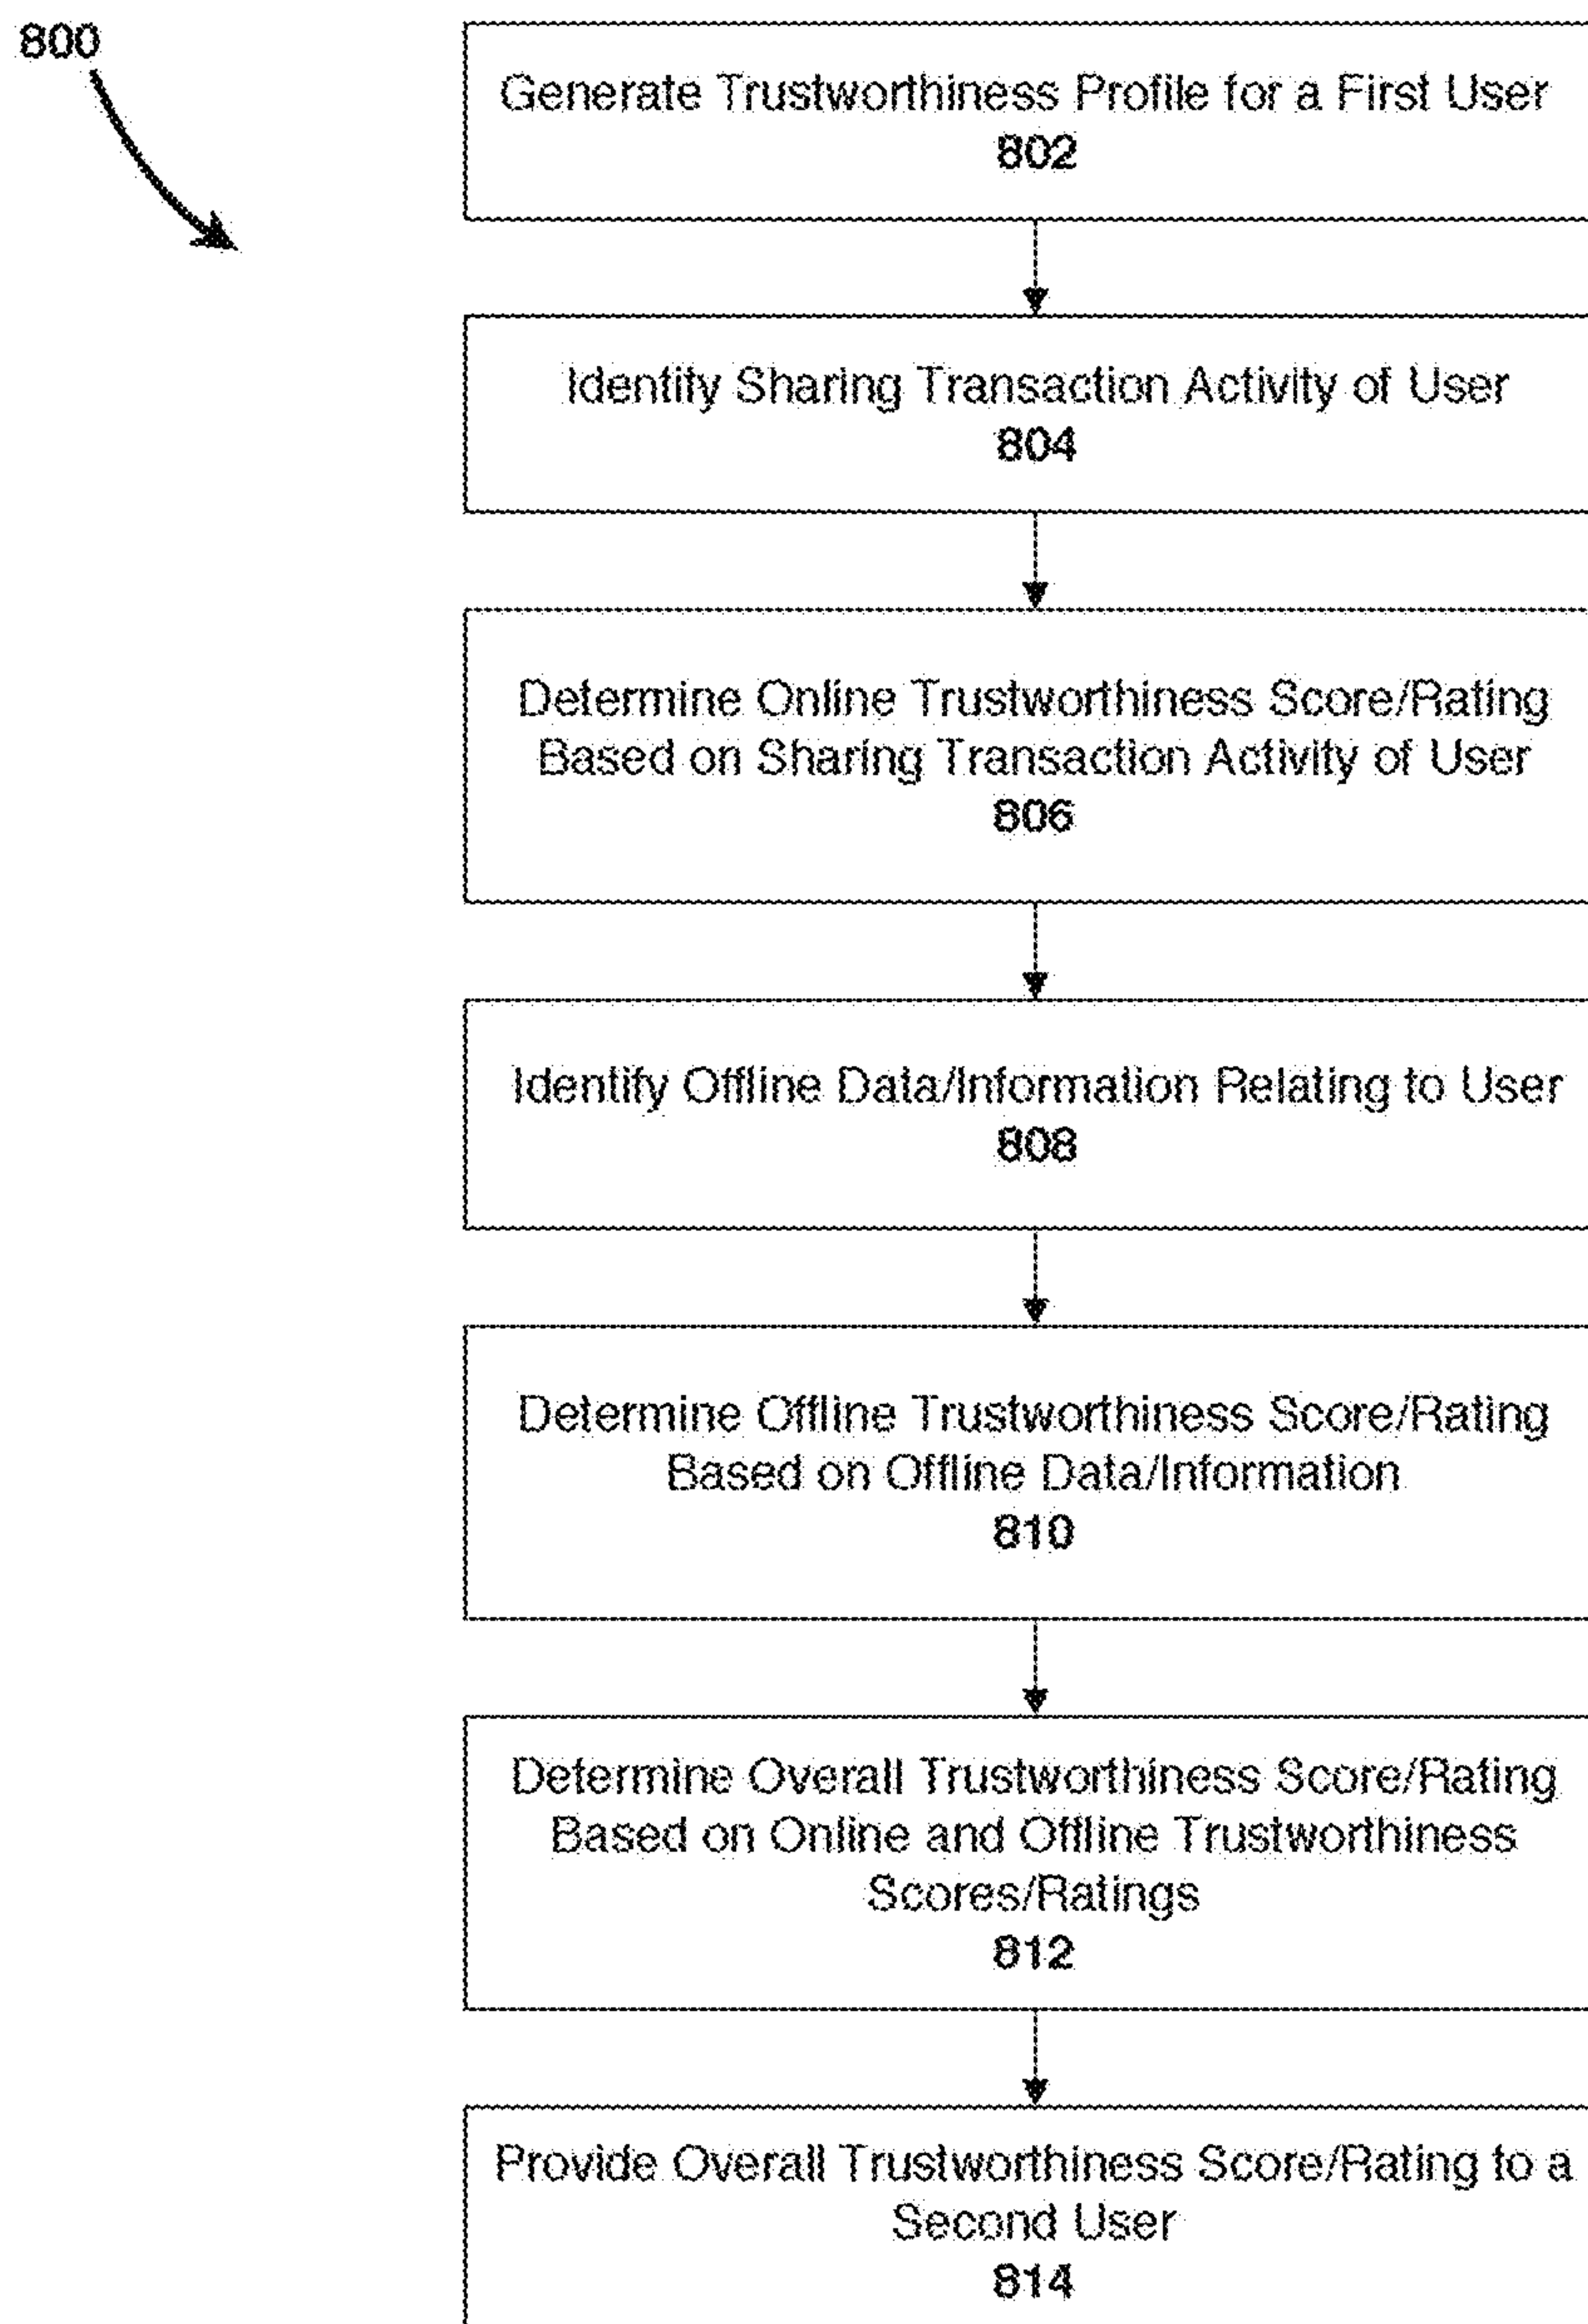 800
Generate Trustworthiness Profile for a First User
802
Identify Sharing Transaction Activity of User
804
Determine Online Trustworthiness Score/Rating
Based on Sharing Transaction Activity of User
806
Identify Offline Data/Information Relating to User
808
Determine Offline Trustworthiness Score/Rating
Based on Offline Data/Information
810
Determine Overall Trustworthiness Score/Rating
Based on Online and Offline Trustworthiness
Scores/Ratings
812
Provide Overall Trustworthiness Score/Rating to a
Second User
814